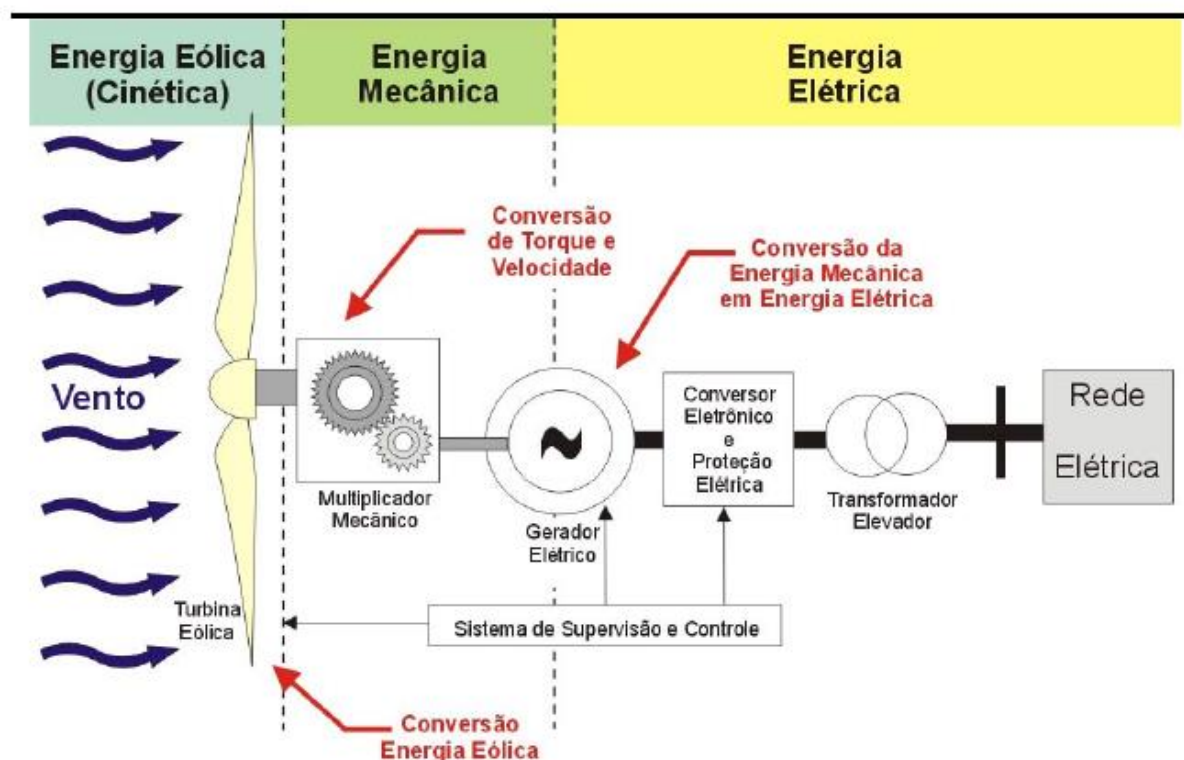 Energia Eólica
(Cinética)
Energia
Mecânica
Energia
Elétrica
Conversão
de Torque e
Velocidade
Conversão da
Energia Mecânica
em Energia Elétrica
Vento
Conversor
Eletrônico
e
Proteção
Elétrica
Rede
Elétrica
Multiplicador
Mecânico
Gerador
Elétrico
Transformador
Elevador
Turbina
Eólica
Sistema de Supervisão e Controle
Conversão
Energia Eólica